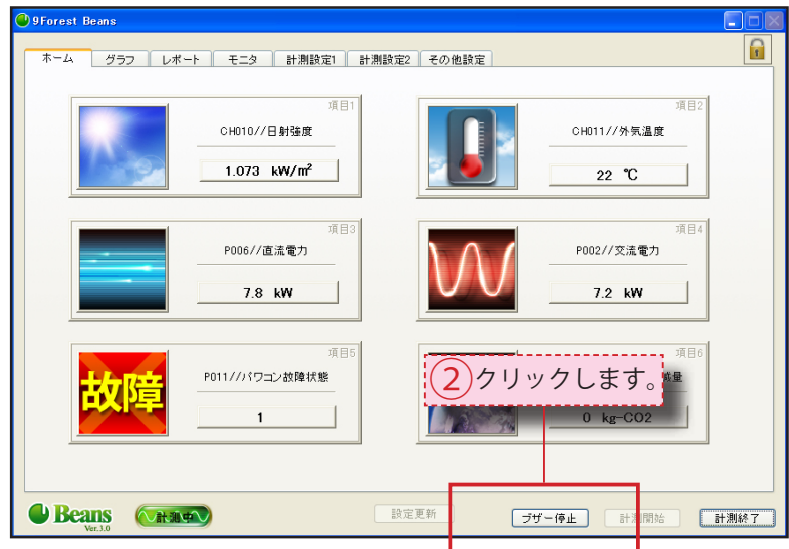 9Forest Beans
ホーム グラフ レポート モニタ 計測設定1 計測設定2 その他設定
項目1
CH010//日射強度
1.073 kW/m²
項目2
CH011//外気温度
22 ℃
項目3
P006//直流電力
7.8 kW
項目4
P002//交流電力
7.2 kW
項目5
故障
P011//パワコン故障状態
1
項目6
②クリックします。
量
0 kg-CO2
Beans
Ver.3.0
計測中
設定更新
ブザー停止
計測開始
計測終了